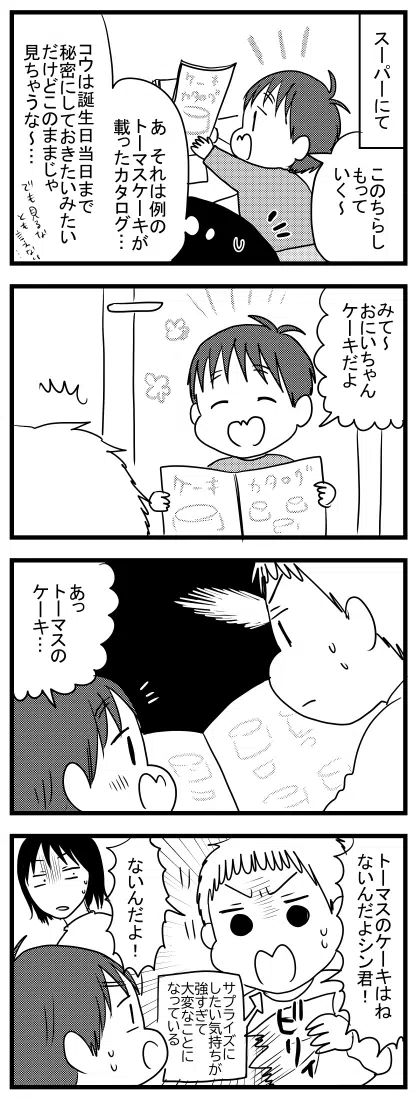 スーパーにて
このちらし
もって
いく〜
ケーキ
カタログ
あ それは例の
トーマスケーキが
載ったカタログ…
コウは誕生日当日まで
秘密にしておきたいみたい
だけどこのままじゃ
見ちゃうな〜…
でも見るな
とも言えない…
みて〜
おにいちゃん
ケーキだよ
ケーキ
カタログ
あっ
トーマスの
ケーキ…
トーマスのケーキはね
ないんだよシン君！
ビリィ
ないんだよ！
サプライズに
したい気持ちが
強すぎて
大変なことに
なっている